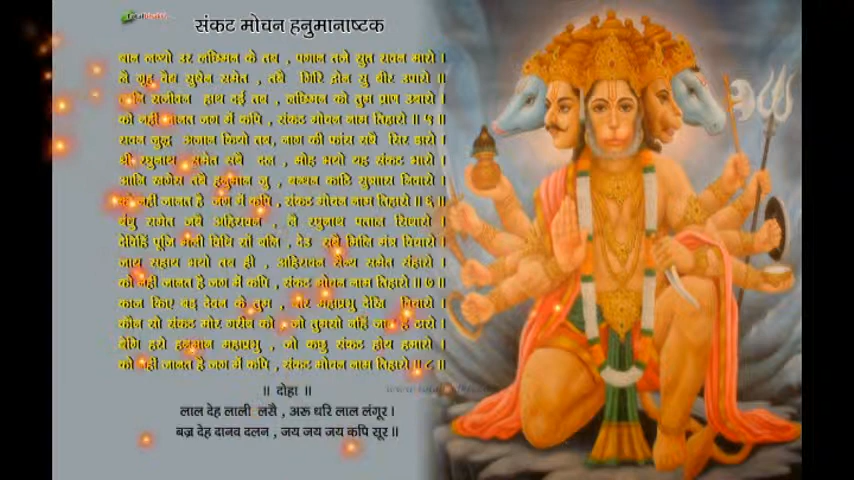 संकट मोचन हनुमानाष्टक
बान लग्यो उर लछिमन के तब , प्रान तजे सुत रावन मारो ।
लै गृह बैद्य सुषेन समेत , तबै गिरि द्रोन सु बीर उपारो ॥
सजीवन हाथ दई तब , लछिमन को तुम प्राण उबारो ।
को नहीं जानत जग में कपि , संकट मोचन नाम तिहारो ॥ ५ ॥
रावन युद्ध अजान कियो तब, नाग की फांस सबै सिर डारो ।
श्री रघुनाथ समेत सबै दल , मोह भयो यह संकट भारो ।
आनि खगेस तबै हनुमान जु , बन्धन काटि सुत्रास निवारो ।
को नहीं जानत है जग में कपि , संकट मोचन नाम तिहारो ॥ ६ ॥
बंधु समेत जबै अहिरावन , लै रघुनाथ पताल सिधारो ।
देबिहिं पूजि भली विधि सों बलि , देउ सबै मिलि मंत्र विचारो ।
जाय सहाय भयो तब ही , अहिरावन सैन्य समेत संहारो ।
को नहीं जानत है जग में कपि , संकट मोचन नाम तिहारो ॥ ७ ॥
काज किए बड़ देवन के तुम , बीर महाप्रभु देखि बिचारो ।
कौन सो संकट मोर गरीब को , जो तुमसो नहिं जात है टारो ।
बेगि हरो हनुमान महाप्रभु , जो कछु संकट होय हमारो ।
को नहीं जानत है जग में कपि , संकट मोचन नाम तिहारो ॥ ८ ॥
॥ दोहा ॥
लाल देह लाली लसै , अरू धरि लाल लंगूर ।
बज्र देह दानव दलन , जय जय जय कपि सूर ॥